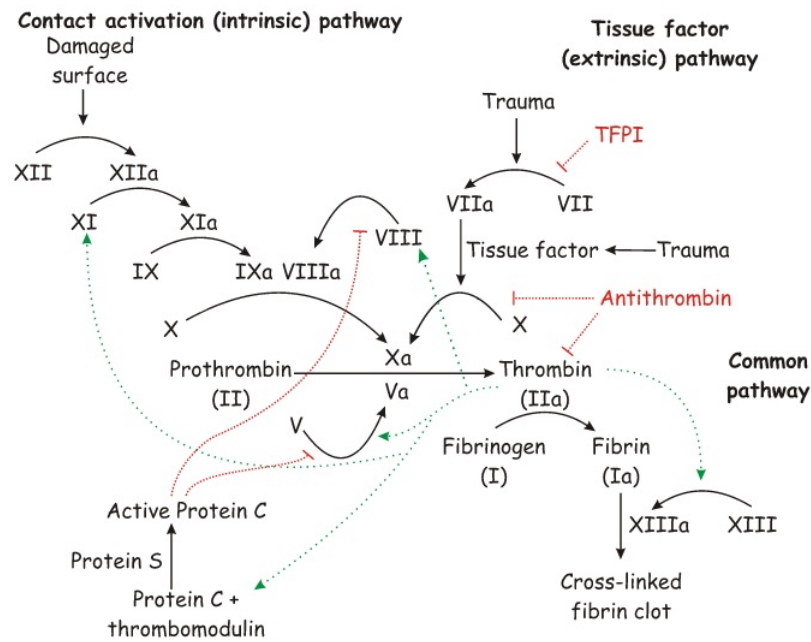 Contact activation (intrinsic) pathway
Damaged
surface
Tissue factor
(extrinsic) pathway
Trauma
TFPI
XII
XIIa
VIIa
VII
XI
XIa
VIII
Tissue factor
Trauma
IX
IXa
VIIIa
Antithrombin
X
X
Xa
Prothrombin
(II)
Thrombin
(IIa)
Common
pathway
Va
V
Fibrinogen
(I)
Fibrin
(Ia)
Active Protein C
XIIIa
XIII
Protein S
Protein C +
thrombomodulin
Cross-linked
fibrin clot